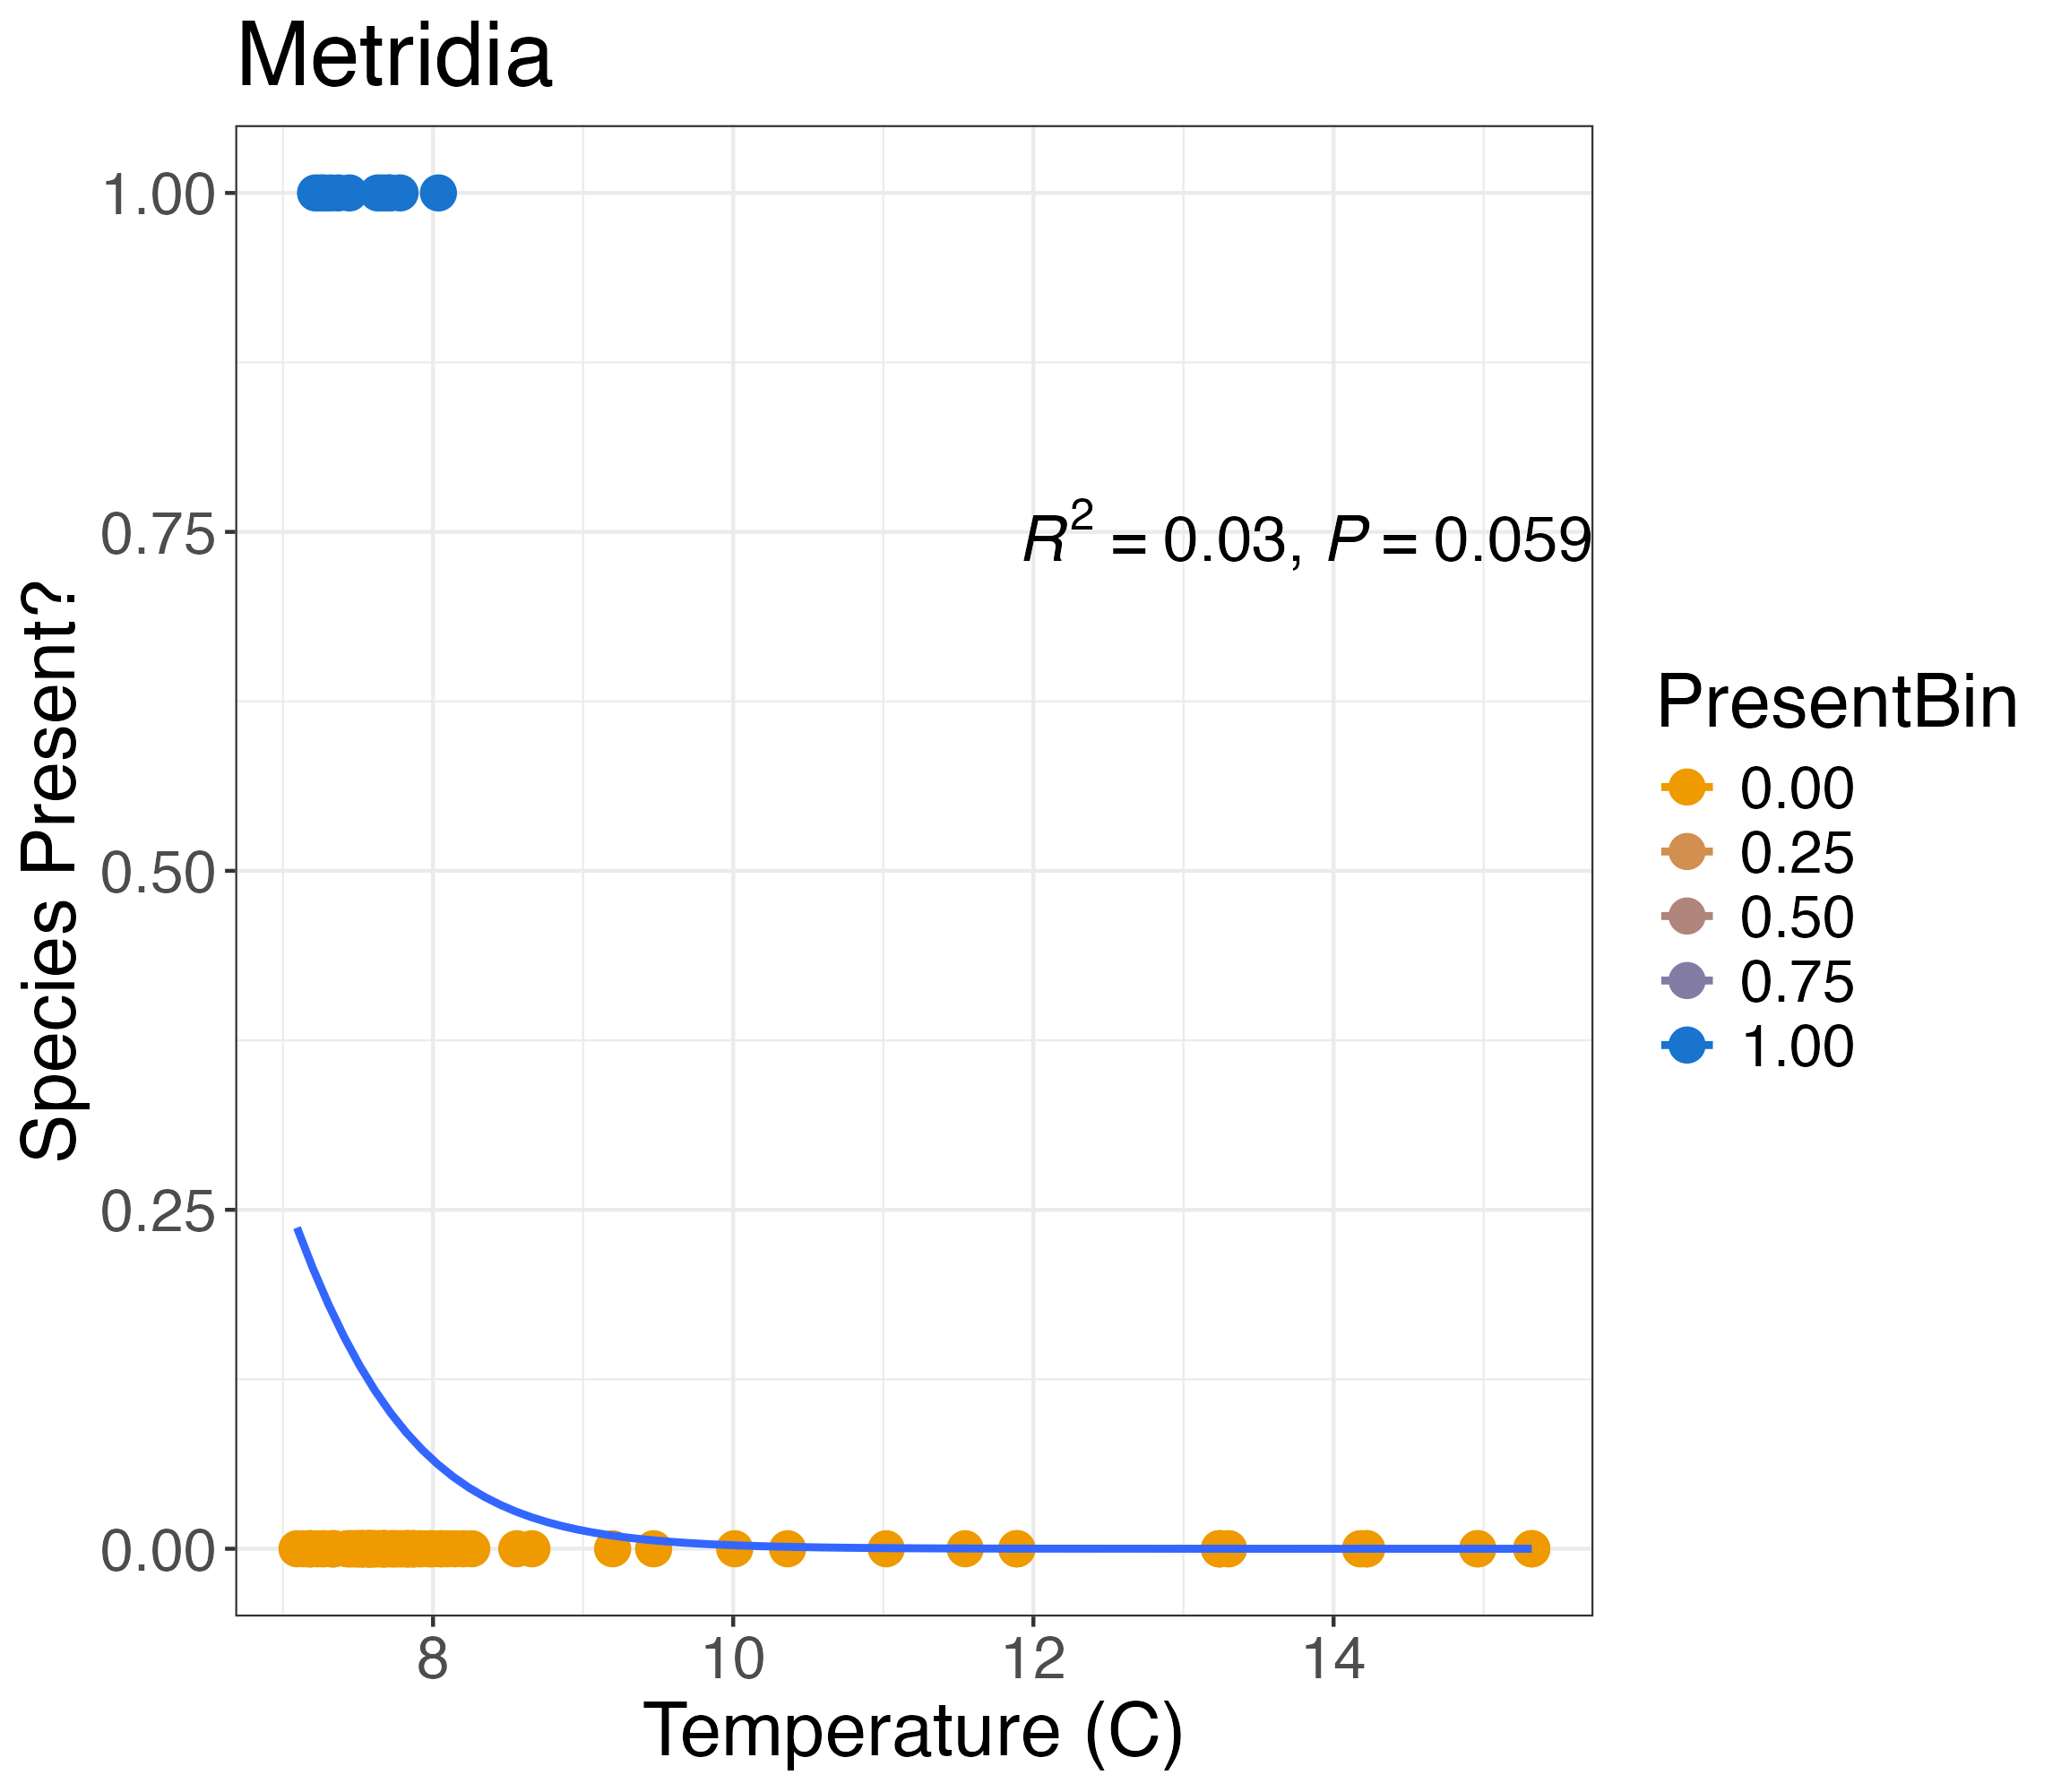 Metridia
1.00
0.75
0.50
0.25
0.00
Species Present?
R² = 0.03, P = 0.059
8 10 12 14
Temperature (C)
PresentBin
0.00
0.25
0.50
0.75
1.00